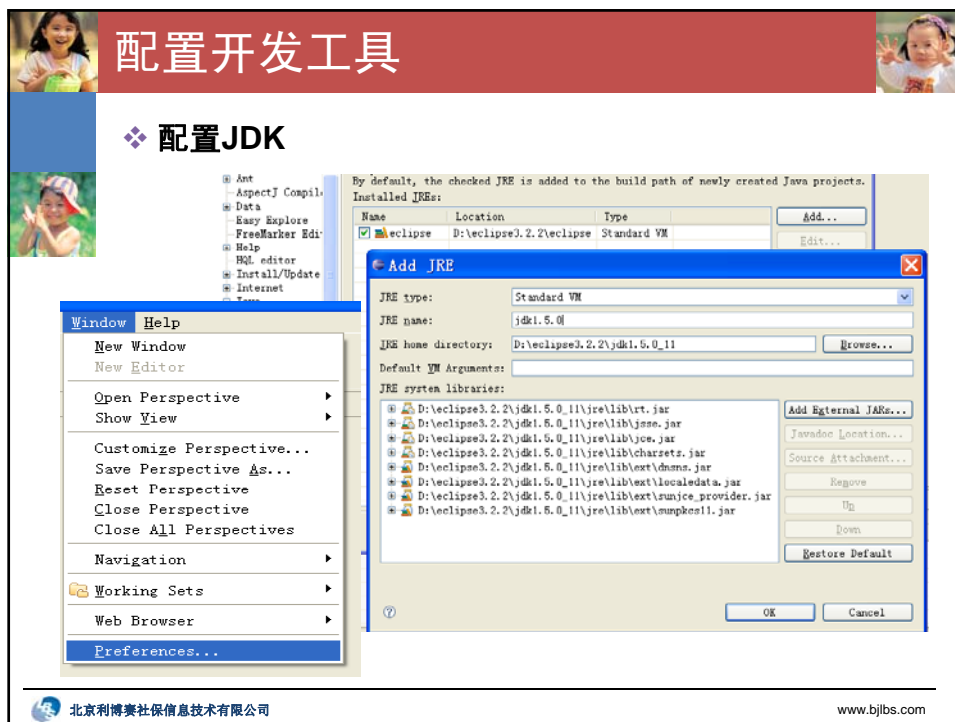 配置开发工具
配置JDK
Ant
AspectJ Compil
Data
Easy Explore
FreeMarker Edi
Help
HQL editor
Install/Update
Internet
By default, the checked JRE is added to the build path of newly created Java projects.
Installed JREs:
Name Location Type
eclipse D:\eclipse3.2.2\eclipse Standard VM
Add...
Edit...
Add JRE
JRE type: Standard VM
JRE name: jdk1.5.0
JRE home directory: D:\eclipse3.2.2\jdk1.5.0_11 Browse...
Default VM Arguments:
JRE system libraries:
D:\eclipse3.2.2\jdk1.5.0_11\jre\lib\rt.jar
D:\eclipse3.2.2\jdk1.5.0_11\jre\lib\jsse.jar
D:\eclipse3.2.2\jdk1.5.0_11\jre\lib\jce.jar
D:\eclipse3.2.2\jdk1.5.0_11\jre\lib\charsets.jar
D:\eclipse3.2.2\jdk1.5.0_11\jre\lib\ext\dnsns.jar
D:\eclipse3.2.2\jdk1.5.0_11\jre\lib\ext\localedata.jar
D:\eclipse3.2.2\jdk1.5.0_11\jre\lib\ext\sunjce_provider.jar
D:\eclipse3.2.2\jdk1.5.0_11\jre\lib\ext\sunpkcs11.jar
Add External JARs...
Javadoc Location...
Source Attachment...
Remove
Up
Down
Restore Default
OK Cancel
Window Help
New Window
New Editor
Open Perspective
Show View
Customize Perspective...
Save Perspective As...
Reset Perspective
Close Perspective
Close All Perspectives
Navigation
Working Sets
Web Browser
Preferences...
北京利博赛社保信息技术有限公司
www.bjlbs.com